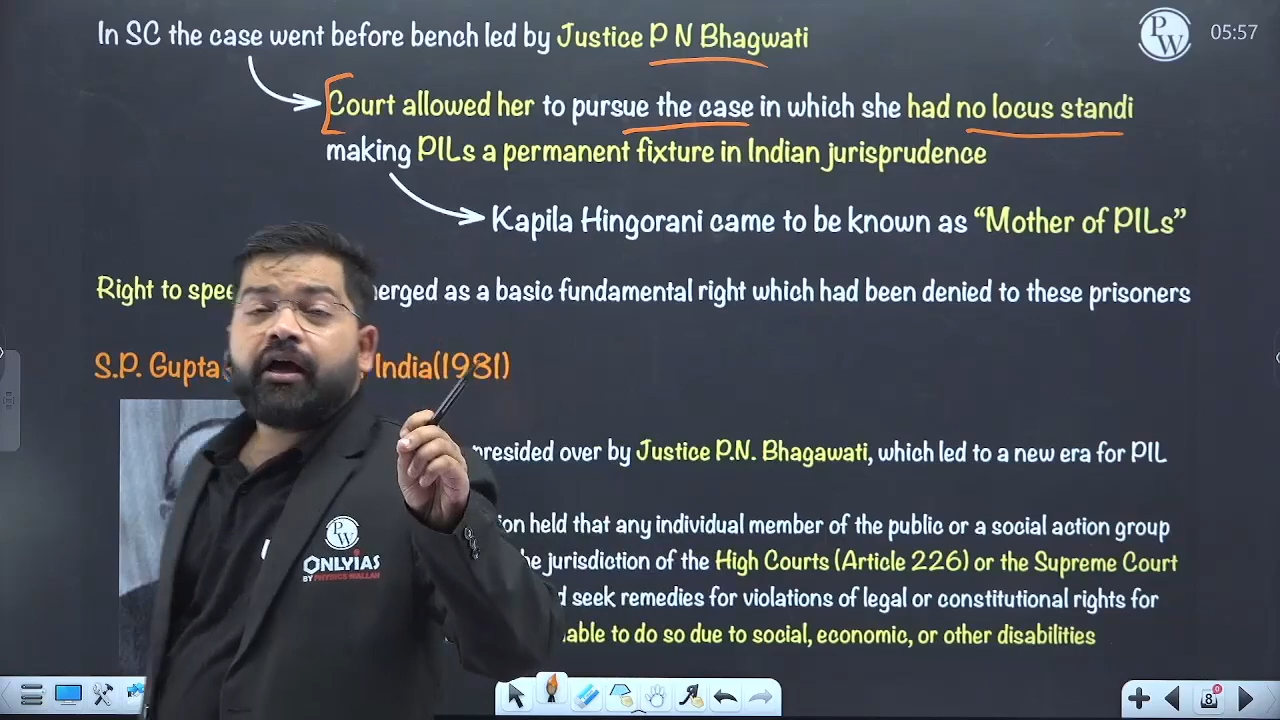 In SC the case went before bench led by Justice P N Bhagwati
PW
05:57
Court allowed her to pursue the case in which she had no locus standi
making PILs a permanent fixture in Indian jurisprudence
Kapila Hingorani came to be known as “Mother of PILs”
Right to as a basic fundamental right which had been denied to these prisoners
S.P. Gupta India(1981)
presided over by Justice P.N. Bhagawati, which led to a new era for PIL
held that any individual member of the public or a social action group
jurisdiction of the High Courts (Article 226) or the Supreme Court
seek remedies for violations of legal or constitutional rights for
to do so due to social, economic, or other disabilities
PW
ONLYIAS
BY PHYSICS WALLAH
8